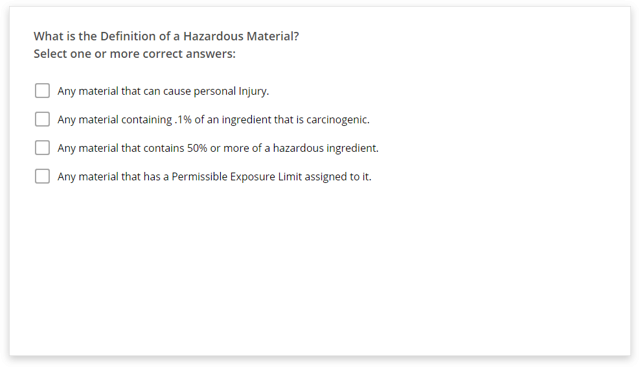 What is the Definition of a Hazardous Material?
Select one or more correct answers:
Any material that can cause personal Injury.
Any material containing .1% of an ingredient that is carcinogenic.
Any material that contains 50% or more of a hazardous ingredient.
Any material that has a Permissible Exposure Limit assigned to it.